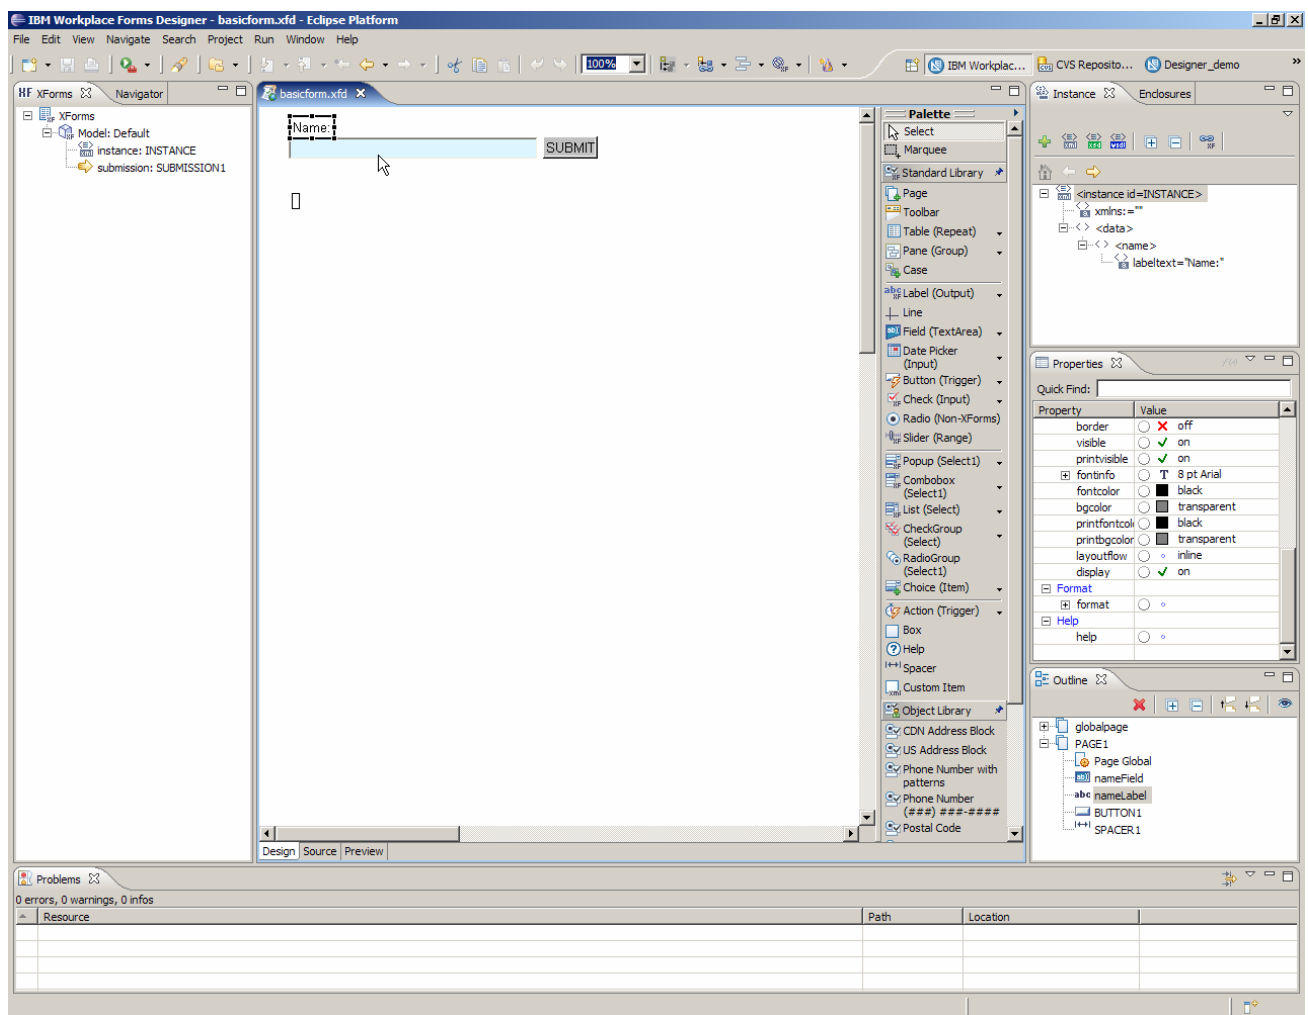 IBM Workplace Forms Designer - basicform.xfd - Eclipse Platform
File Edit View Navigate Search Project Run Window Help
100%
IBM Workplac... CVS Reposito... Designer_demo »
XForms Navigator
XForms
Model: Default
instance: INSTANCE
submission: SUBMISSION1
basicform.xfd
Name:
SUBMIT
Design Source Preview
Palette
Select
Marquee
Standard Library
Page
Toolbar
Table (Repeat)
Pane (Group)
Case
Label (Output)
Line
Field (TextArea)
Date Picker
(Input)
Button (Trigger)
Check (Input)
Radio (Non-XForms)
Slider (Range)
Popup (Select1)
Combobox
(Select1)
List (Select)
CheckGroup
(Select)
RadioGroup
(Select1)
Choice (Item)
Action (Trigger)
Box
Help
Spacer
Custom Item
Object Library
CDN Address Block
US Address Block
Phone Number with
patterns
Phone Number
(###) ###-####
Postal Code
Instance Enclosures
<instance id=INSTANCE>
xmlns:=""
<data>
<name>
labeltext="Name:"
Properties
Quick Find:
Property Value
border off
visible on
printvisible on
fontinfo 8 pt Arial
fontcolor black
bgcolor transparent
printfontcol black
printbgcolor transparent
layoutflow inline
display on
Format
format
Help
help
Outline
globalpage
PAGE1
Page Global
nameField
nameLabel
BUTTON1
SPACER1
Problems
0 errors, 0 warnings, 0 infos
Resource Path Location